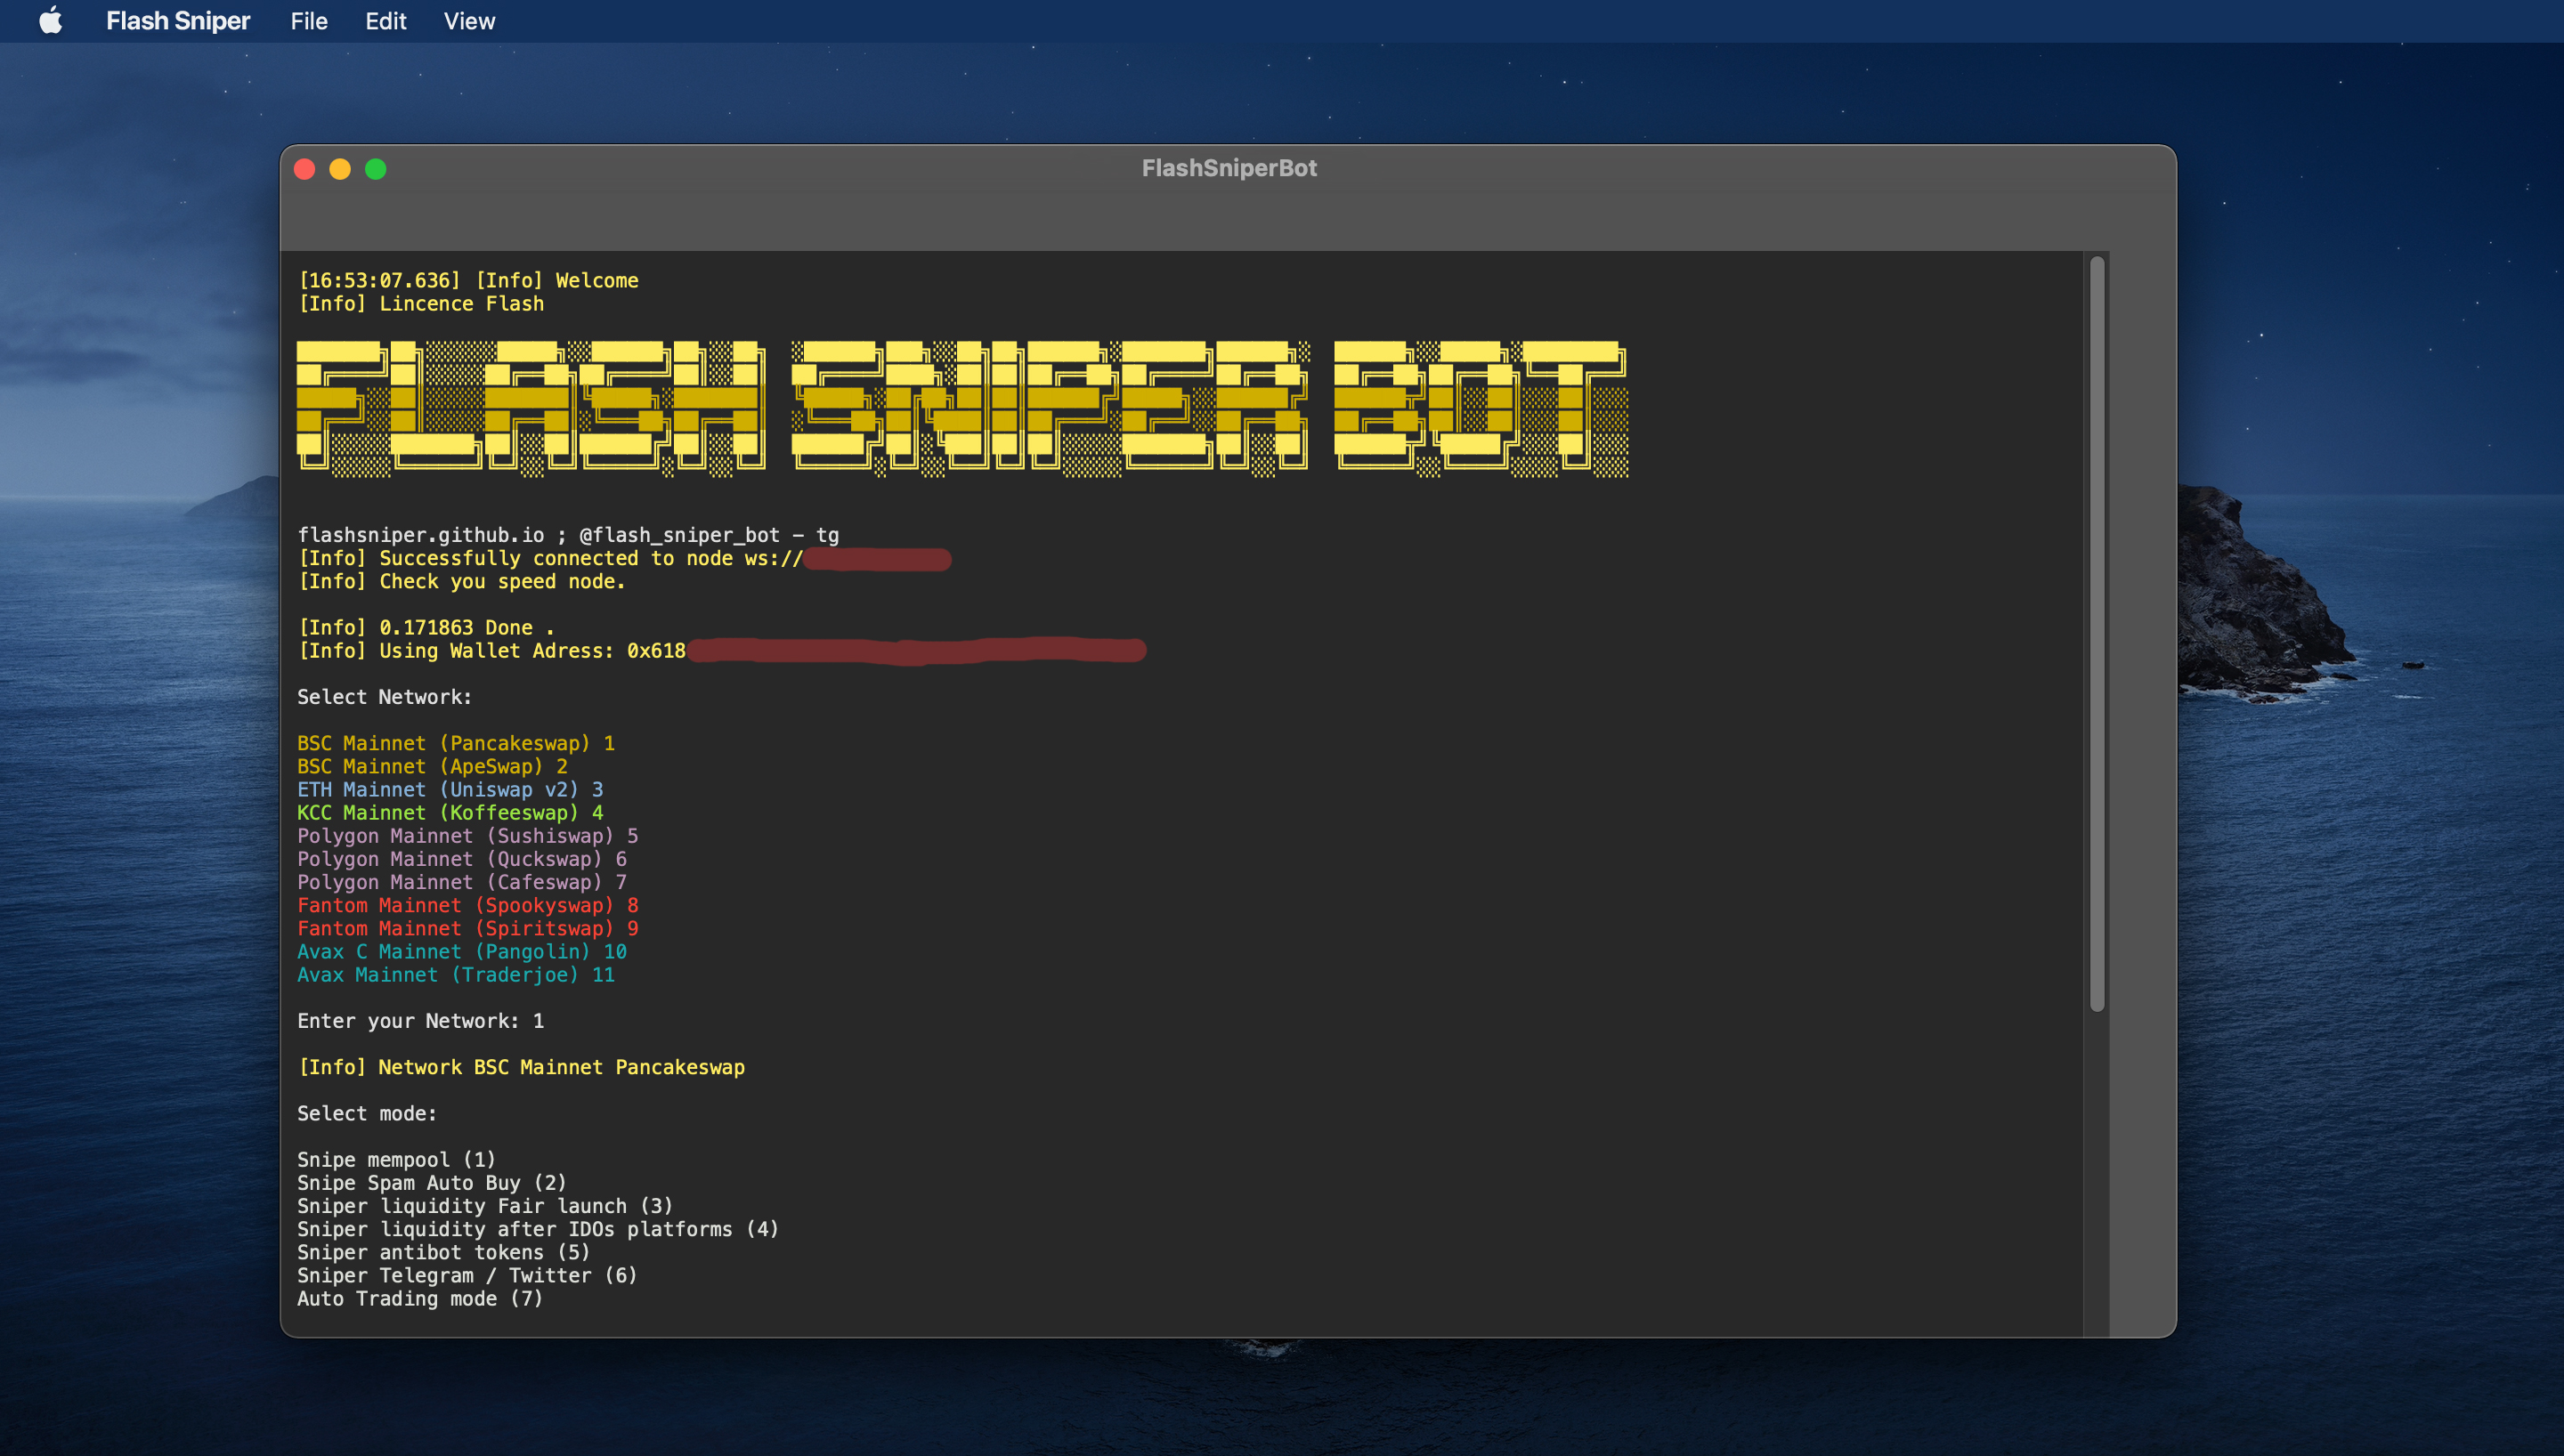 Flash Sniper File Edit View
FlashSniperBot
[16:53:07.636] [Info] Welcome
[Info] Lincence Flash
FLASH SNIPER BOT
flashsniper.github.io ; @flash_sniper_bot – tg
[Info] Successfully connected to node ws://
[Info] Check you speed node.
[Info] 0.171863 Done .
[Info] Using Wallet Adress: 0x618
Select Network:
BSC Mainnet (Pancakeswap) 1
BSC Mainnet (ApeSwap) 2
ETH Mainnet (Uniswap v2) 3
KCC Mainnet (Koffeeswap) 4
Polygon Mainnet (Sushiswap) 5
Polygon Mainnet (Quckswap) 6
Polygon Mainnet (Cafeswap) 7
Fantom Mainnet (Spookyswap) 8
Fantom Mainnet (Spiritswap) 9
Avax C Mainnet (Pangolin) 10
Avax Mainnet (Traderjoe) 11
Enter your Network: 1
[Info] Network BSC Mainnet Pancakeswap
Select mode:
Snipe mempool (1)
Snipe Spam Auto Buy (2)
Sniper liquidity Fair launch (3)
Sniper liquidity after IDOs platforms (4)
Sniper antibot tokens (5)
Sniper Telegram / Twitter (6)
Auto Trading mode (7)